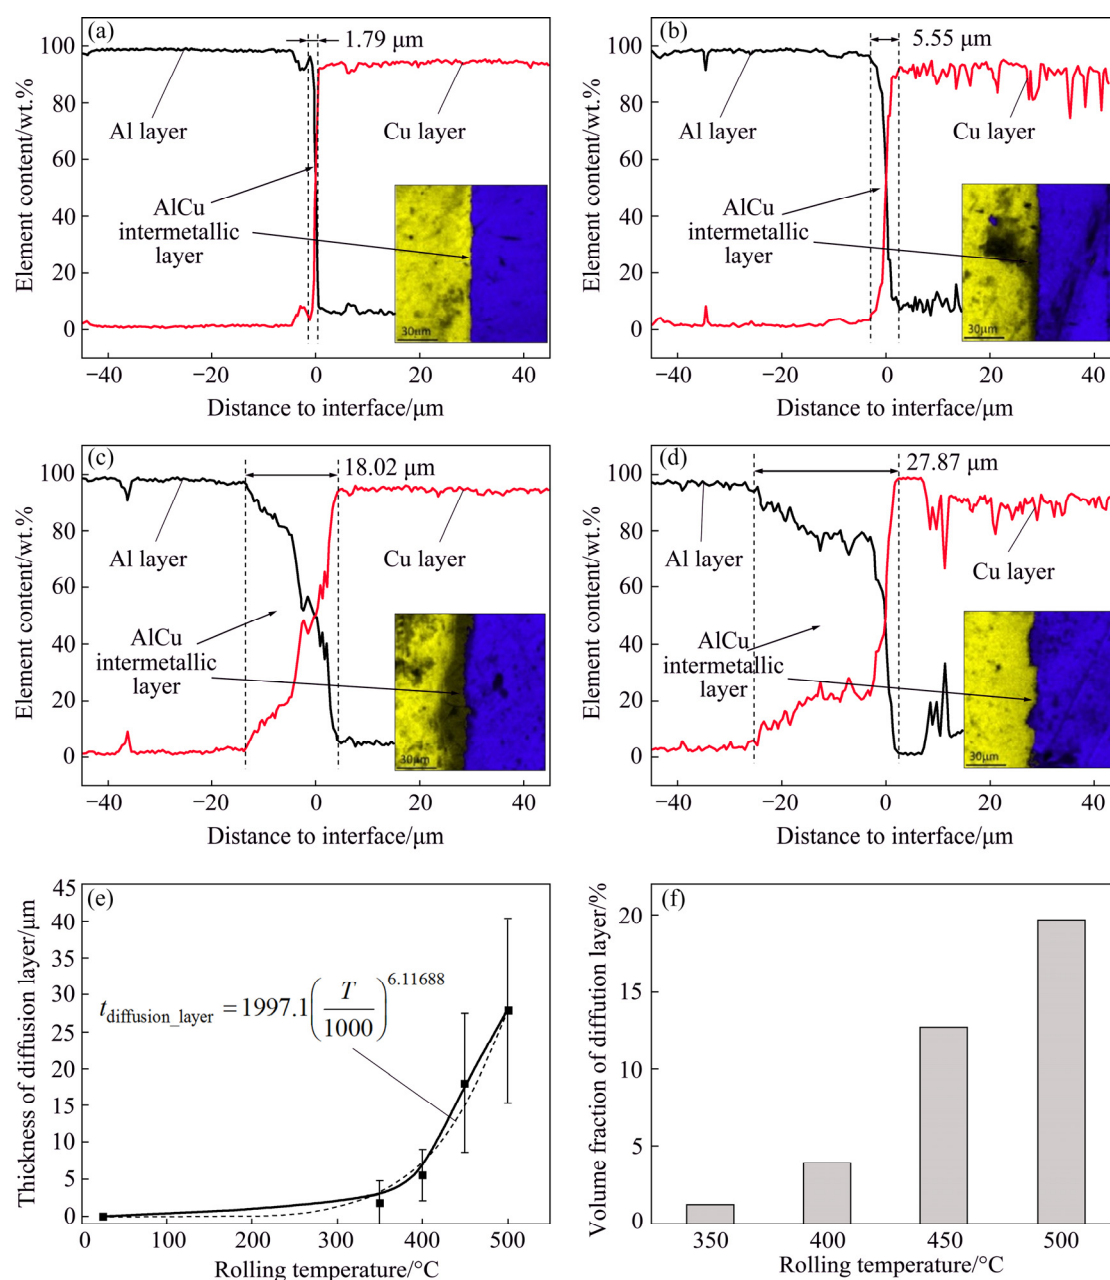 (a)
1.79 μm
100
80
60
40
20
0
Element content/wt.%
Al layer
Cu layer
AlCu
intermetallic
layer
30μm
−40
−20
0
20
40
Distance to interface/μm
(b)
5.55 μm
100
80
60
40
20
0
Element content/wt.%
Al layer
Cu layer
AlCu
intermetallic
layer
30μm
−40
−20
0
20
40
Distance to interface/μm
(c)
18.02 μm
100
80
60
40
20
0
Element content/wt.%
Al layer
Cu layer
AlCu
intermetallic
layer
30μm
−40
−20
0
20
40
Distance to interface/μm
(d)
27.87 μm
100
80
60
40
20
0
Element content/wt.%
Al layer
Cu layer
AlCu
intermetallic
layer
30μm
−40
−20
0
20
40
Distance to interface/μm
(e)
45
40
35
30
25
20
15
10
5
0
Thickness of diffusion layer/μm
t diffusion_layer = 1997.1 (T/1000)^6.11688
0
100
200
300
400
500
Rolling temperature/°C
(f)
20
15
10
5
0
Volume fraction of diffution layer/%
350
400
450
500
Rolling temperature/°C